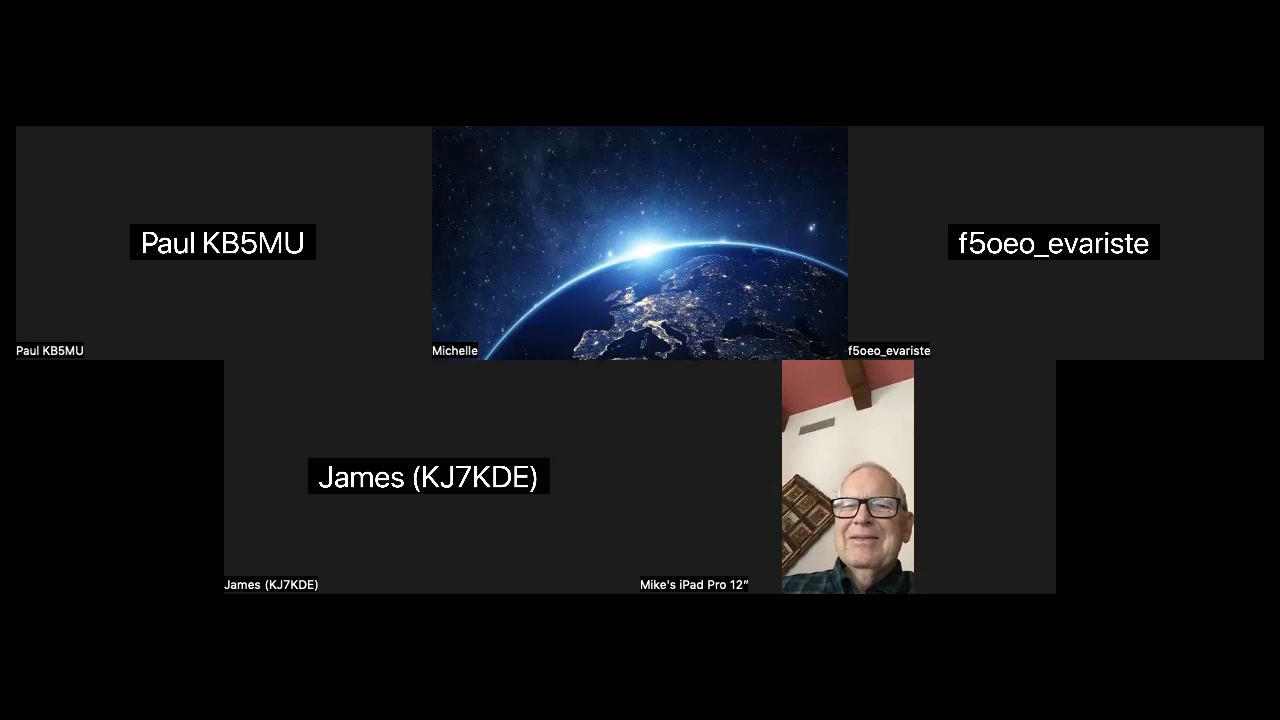 Paul KB5MU
f5oeo_evariste
Paul KB5MU
Michelle
f5oeo_evariste
James (KJ7KDE)
James (KJ7KDE)
Mike's iPad Pro 12”